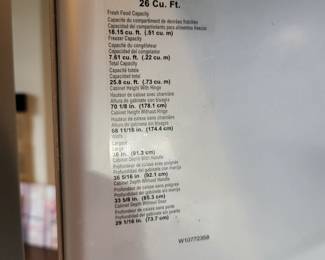 26 Cu. Ft.
Fresh Food Capacity
Capacité du compartiment de denrées fraîches
Capacidad del compartimiento para alimentos frescos
18.15 cu. ft. (.51 cu. m)
Freezer Capacity
Capacité du congélateur
Capacidad del congelador
7.61 cu. ft. (.22 cu. m)
Total Capacity
Capacité totale
Capacidad total
25.8 cu. ft. (.73 cu. m)
Cabinet Height With Hinge
Hauteur de caisse avec charnière
Altura de gabinete con bisagra
70 1/8 in. (178.1 cm)
Cabinet Height Without Hinge
Hauteur de caisse sans charnière
Altura del gabinete sin bisagra
68 11/16 in. (174.4 cm)
Width
Largeur
Largo
36 in. (91.3 cm)
Cabinet Depth With Handle
Profondeur de caisse avec poignée
Profundidad del gabinete con manija
36 5/16 in. (92.1 cm)
Cabinet Depth Without Handle
Profondeur de caisse sans poignée
Profundidad del gabinete sin manija
33 5/8 in. (85.3 cm)
Cabinet Depth Without Door
Profondeur de caisse sans porte
Profundidad del gabinete sin puerta
29 1/16 in. (73.7 cm)
W10772358